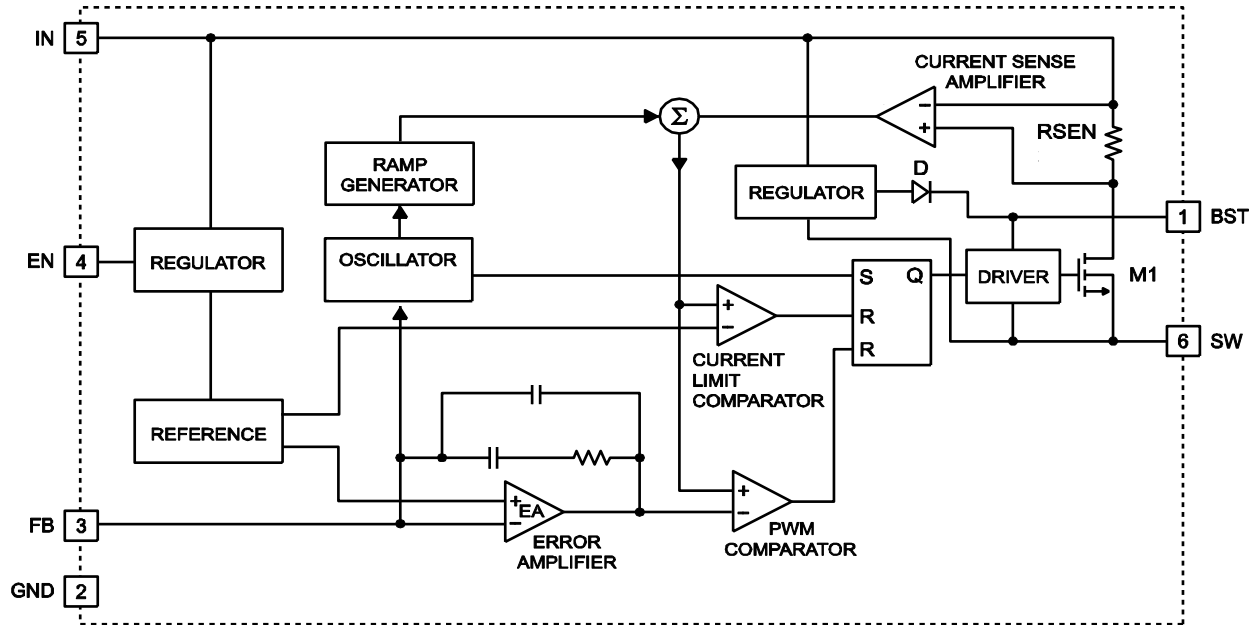 IN 5
CURRENT SENSE
AMPLIFIER
Σ
−
+
RSEN
RAMP
GENERATOR
D
REGULATOR
1 BST
EN 4
REGULATOR
OSCILLATOR
S Q
DRIVER
M1
+
−
R
R
6 SW
CURRENT
LIMIT
COMPARATOR
REFERENCE
+
EA
−
+
−
FB 3
ERROR
AMPLIFIER
PWM
COMPARATOR
GND 2